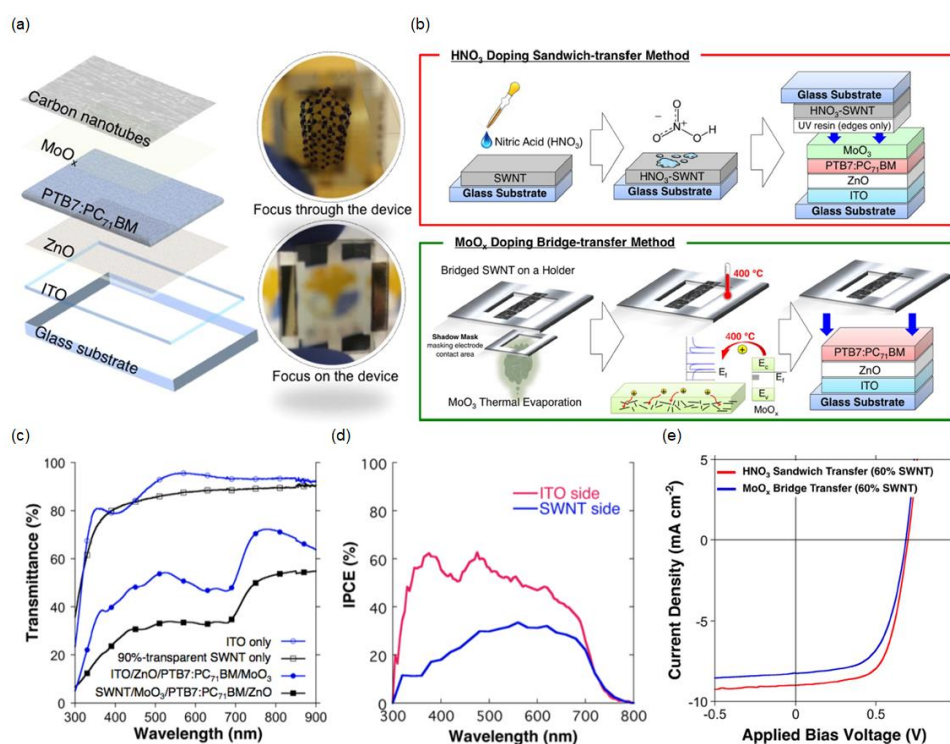 (a)
Carbon nanotubes
MoOₓ
PTB7:PC₇₁BM
ZnO
ITO
Glass substrate
Focus through the device
Focus on the device
(b)
HNO₃ Doping Sandwich-transfer Method
Nitric Acid (HNO₃)
SWNT
Glass Substrate
O
−
N⁺
O
O
H
HNO₃-SWNT
Glass Substrate
Glass Substrate
HNO₃-SWNT
UV resin (edges only)
MoO₃
PTB7:PC₇₁BM
ZnO
ITO
Glass Substrate
MoOₓ Doping Bridge-transfer Method
Bridged SWNT on a Holder
Shadow Mask
masking electrode
contact area
MoO₃ Thermal Evaporation
400 °C
400 °C
+
E_f
E_c
E_f
E_v
MoOₓ
PTB7:PC₇₁BM
ZnO
ITO
Glass Substrate
(c)
Transmittance (%)
100
80
60
40
20
0
ITO only
90%-transparent SWNT only
ITO/ZnO/PTB7:PC₇₁BM/MoO₃
SWNT/MoO₃/PTB7:PC₇₁BM/ZnO
300 400 500 600 700 800 900
Wavelength (nm)
(d)
IPCE (%)
100
80
60
40
20
0
ITO side
SWNT side
300 400 500 600 700 800
Wavelength (nm)
(e)
Current Density (mA cm⁻²)
5
0
-5
-10
HNO₃ Sandwich Transfer (60% SWNT)
MoOₓ Bridge Transfer (60% SWNT)
-0.5 0 0.5
Applied Bias Voltage (V)